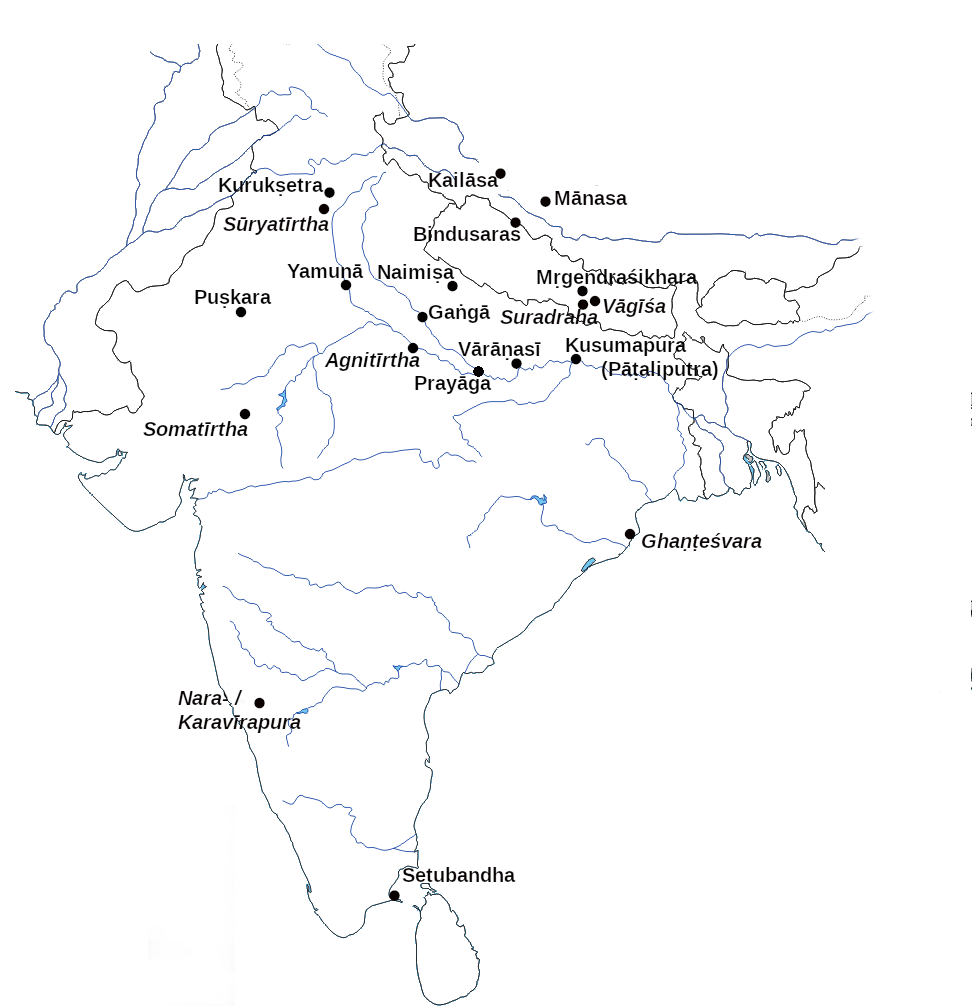 Kailāsa
Kurukṣetra
Mānasa
Sūryatīrtha
Bindusaras
Yamunā
Naimiṣa
Mṛgendraśikhara
Puṣkara
Vāgīśa
Gaṅgā
Suradraha
Vārāṇasī
Kusumapura
(Pāṭaliputra)
Agnitīrtha
Prayāga
Somatīrtha
Ghaṇṭeśvara
Nara- /
Karavīrapura
Setubandha